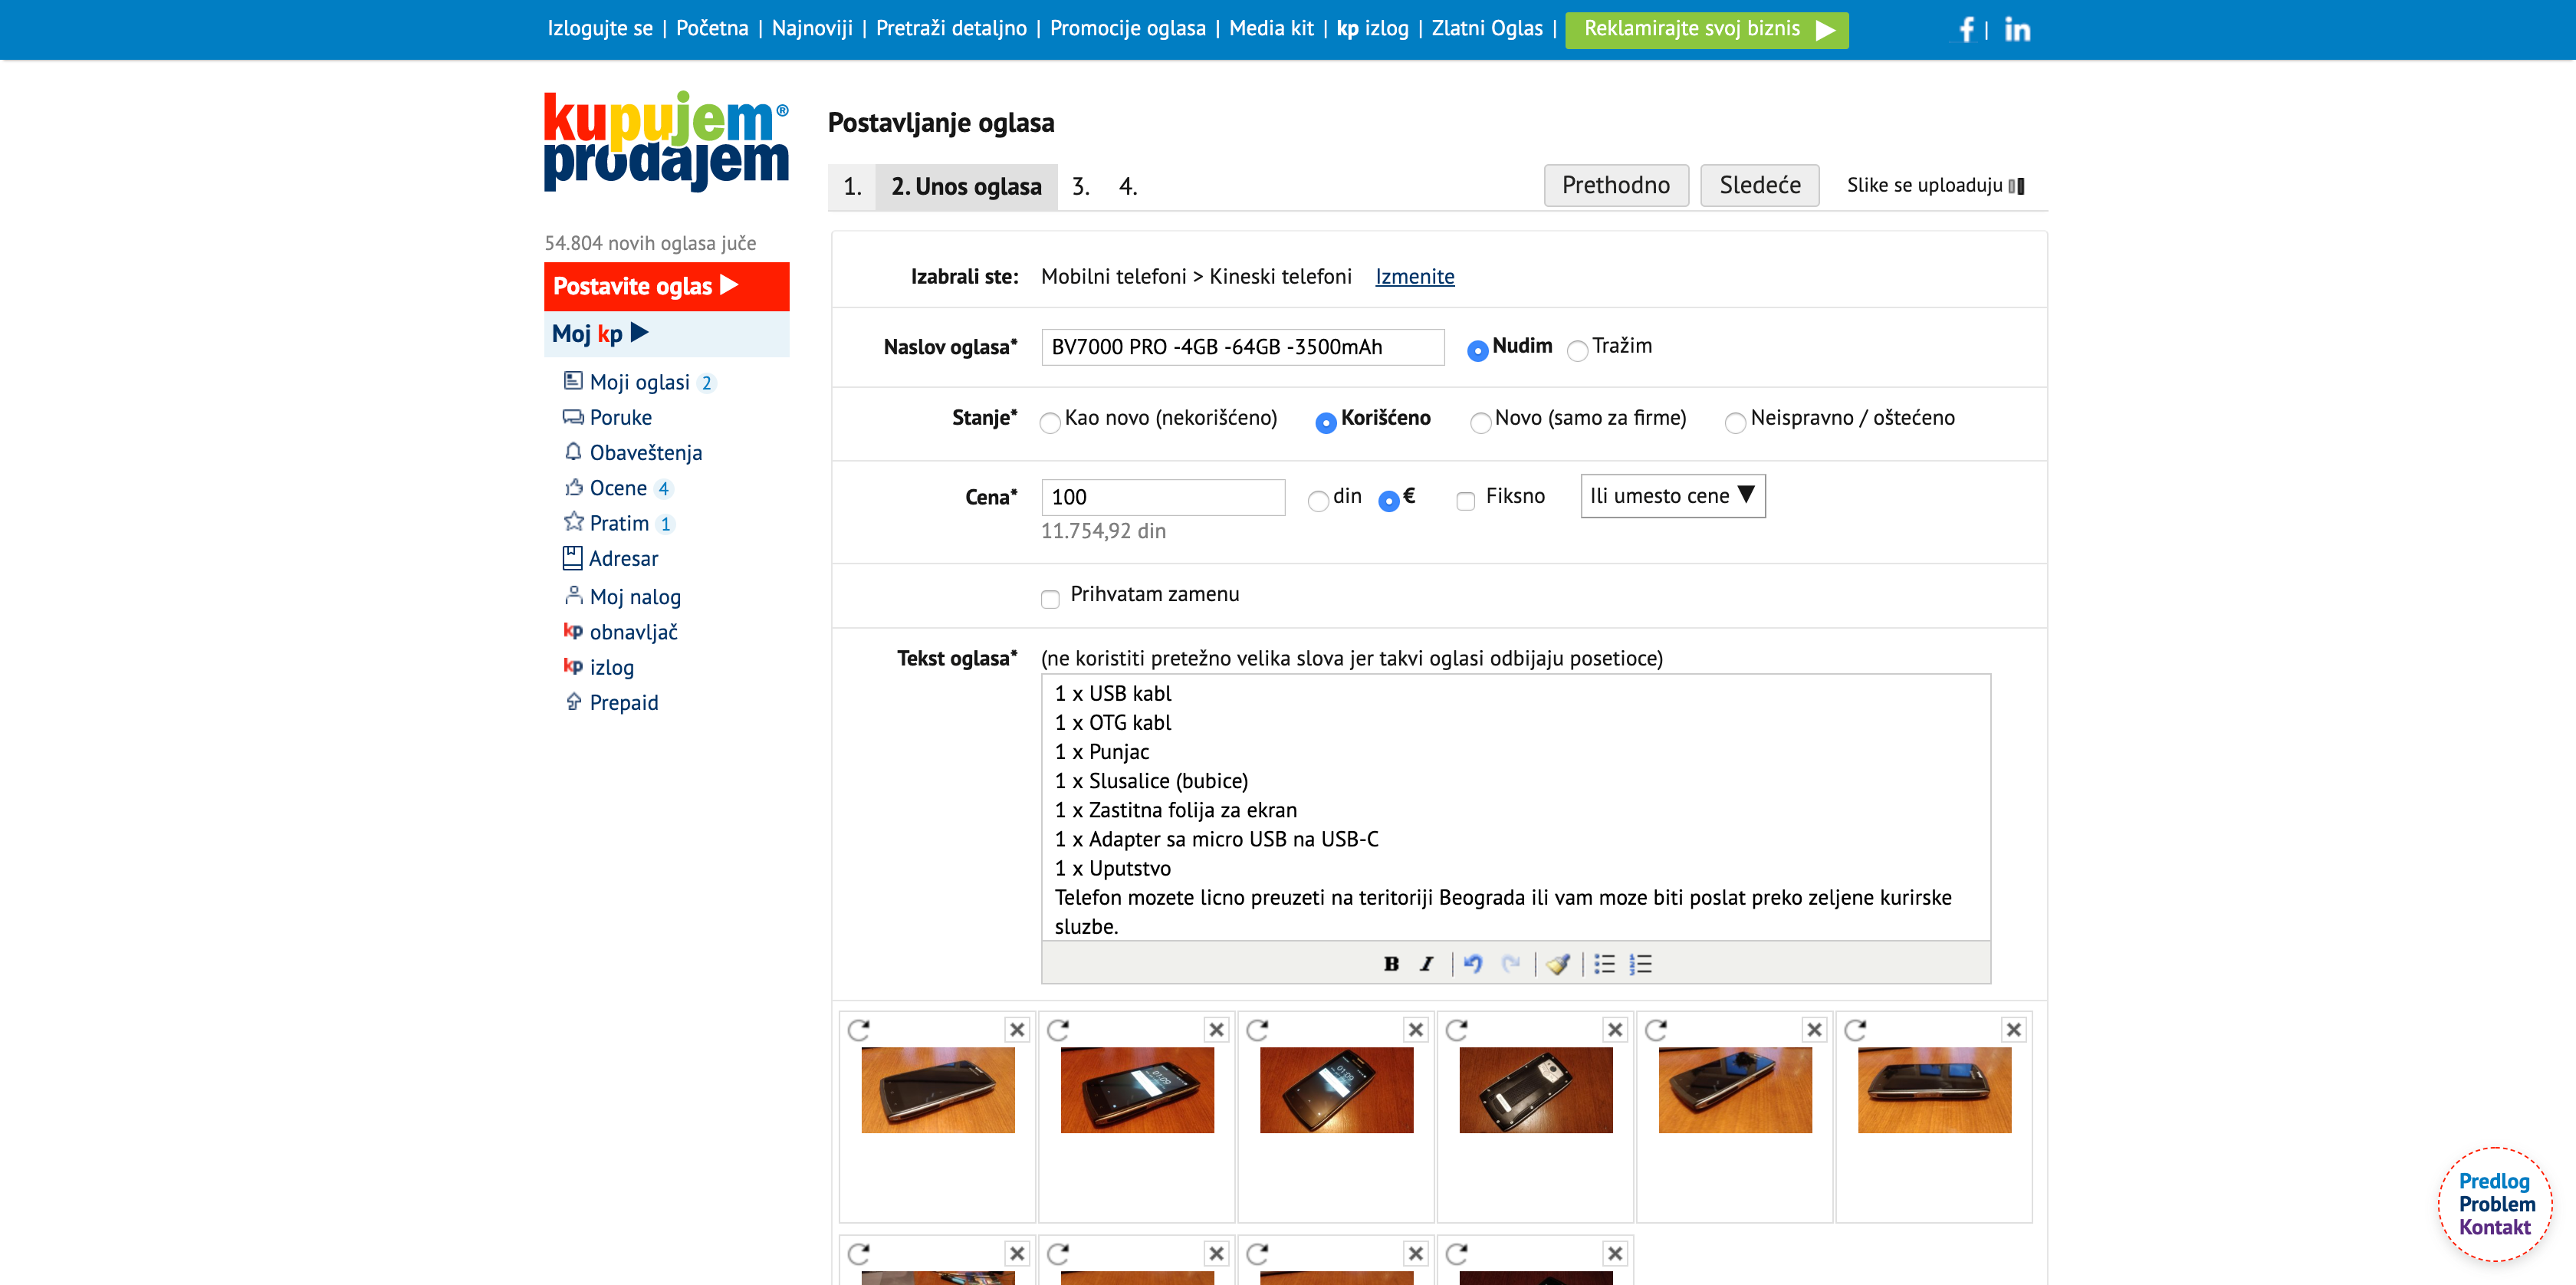 Izlogujte se | Početna | Najnoviji | Pretraži detaljno | Promocije oglasa | Media kit | kp izlog | Zlatni Oglas | Reklamirajte svoj biznis ▶ f | in
kupujem®
prodajem
54.804 novih oglasa juče
Postavite oglas ▶
Moj kp ▶
Moji oglasi 2
Poruke
Obaveštenja
Ocene 4
Pratim 1
Adresar
Moj nalog
kp obnavljač
kp izlog
Prepaid
Postavljanje oglasa
1. 2. Unos oglasa 3. 4. Prethodno Sledeće Slike se uploaduju
Izabrali ste: Mobilni telefoni > Kineski telefoni Izmenite
Naslov oglasa* BV7000 PRO -4GB -64GB -3500mAh Nudim Tražim
Stanje* Kao novo (nekorišćeno) Korišćeno Novo (samo za firme) Neispravno / oštećeno
Cena* 100 din € Fiksno Ili umesto cene ▼
11.754,92 din
Prihvatam zamenu
Tekst oglasa* (ne koristiti pretežno velika slova jer takvi oglasi odbijaju posetioce)
1 x USB kabl
1 x OTG kabl
1 x Punjac
1 x Slusalice (bubice)
1 x Zastitna folija za ekran
1 x Adapter sa micro USB na USB-C
1 x Uputstvo
Telefon mozete licno preuzeti na teritoriji Beograda ili vam moze biti poslat preko zeljene kurirske
sluzbe.
B I
01:09
01:09
Predlog
Problem
Kontakt